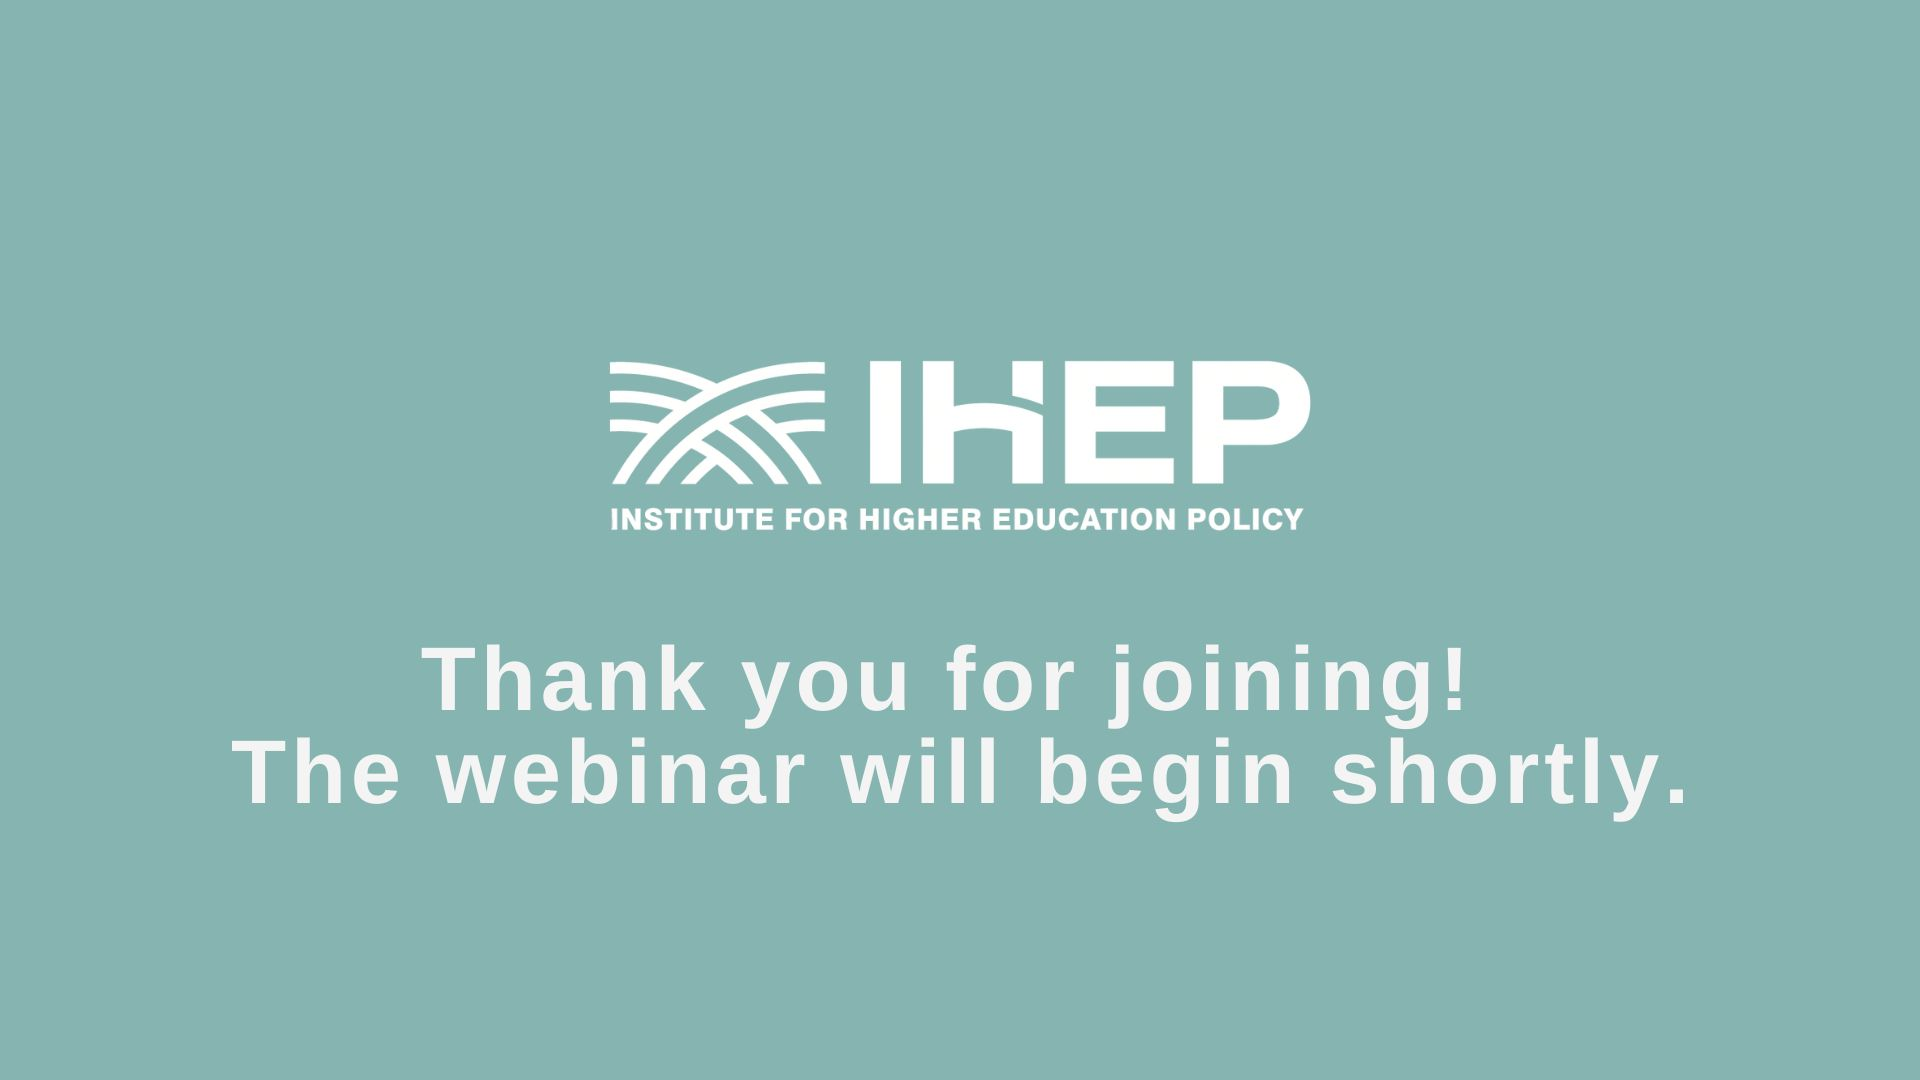 IHEP
INSTITUTE FOR HIGHER EDUCATION POLICY
Thank you for joining!
The webinar will begin shortly.